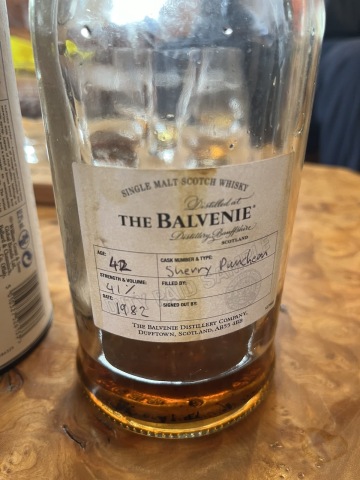 SINGLE MALT SCOTCH WHISKY
Distilled at
THE BALVENIE®
Distillery, Banffshire
SCOTLAND
AGE: 42
CASK NUMBER & TYPE: Sherry Puncheon
STRENGTH & VOLUME: 41%
FILLED BY:
DATE: 1982
SIGNED OUT BY:
THE BALVENIE DISTILLERY COMPANY,
DUFFTOWN, SCOTLAND, AB55 4BB